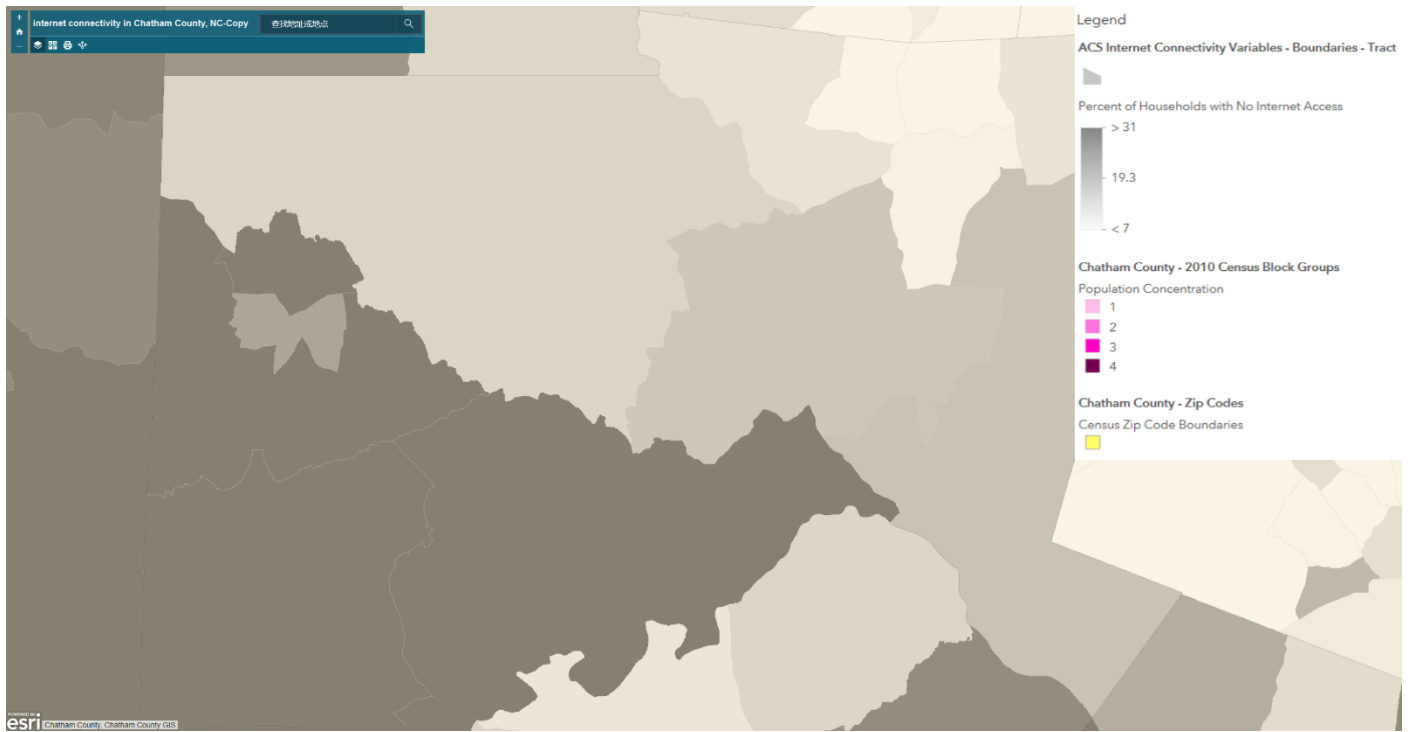 +
internet connectivity in Chatham County, NC-Copy
查找地址或地点
−
Legend
ACS Internet Connectivity Variables - Boundaries - Tract
Percent of Households with No Internet Access
> 31
19.3
< 7
Chatham County - 2010 Census Block Groups
Population Concentration
1
2
3
4
Chatham County - Zip Codes
Census Zip Code Boundaries
POWERED BY
esri
Chatham County, Chatham County GIS